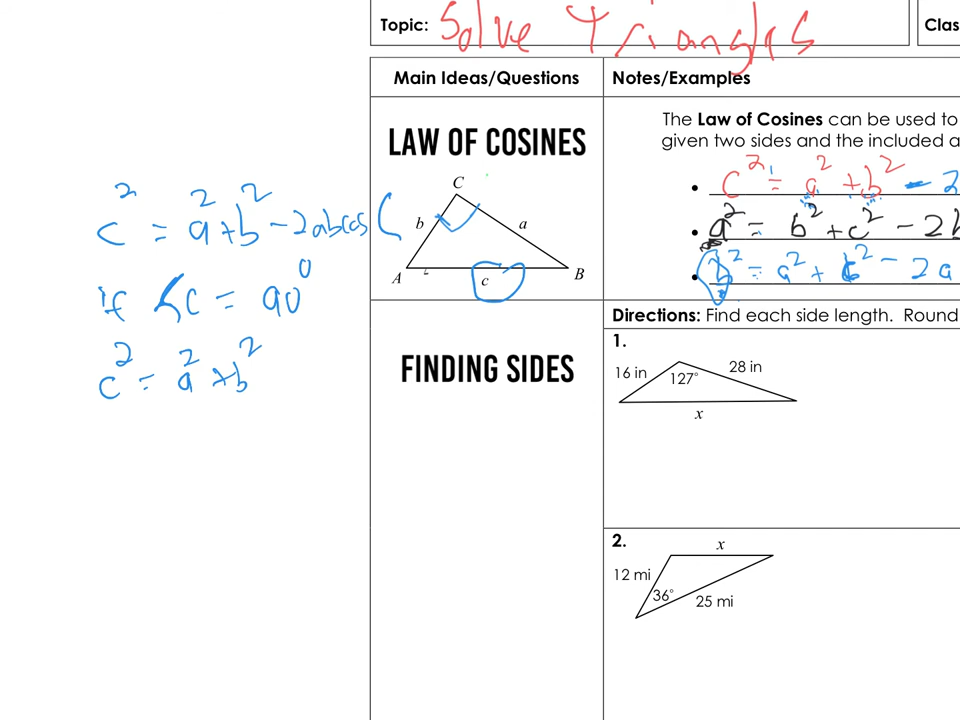 Topic: Solve Triangles
Clas
Main Ideas/Questions
Notes/Examples
LAW OF COSINES
The Law of Cosines can be used to
given two sides and the included a
C
b
a
A
c
B
c² = a² + b² - 2
a² = b² + c² - 2b
b² = a² + c² - 2a
c² = a² + b² - 2abcos C
if <C = 90⁰
c² = a² + b²
Directions: Find each side length. Round
FINDING SIDES
1.
16 in
127°
28 in
x
2.
x
12 mi
36°
25 mi